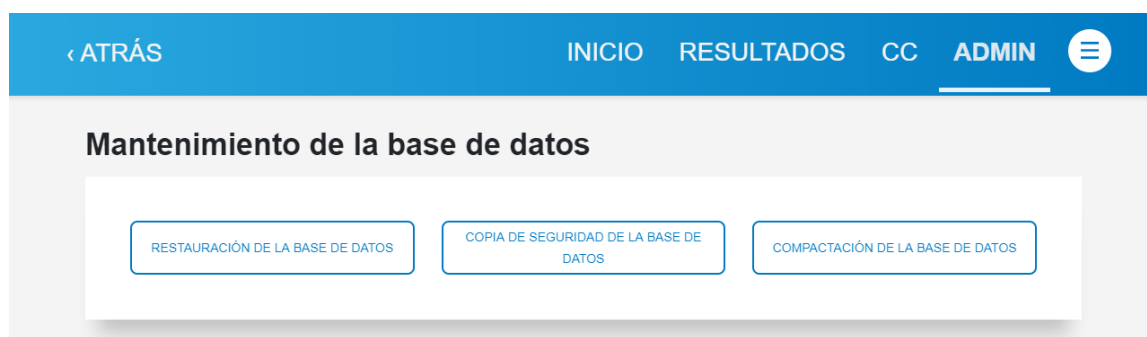 ‹ ATRÁS
INICIO RESULTADOS CC ADMIN
Mantenimiento de la base de datos
RESTAURACIÓN DE LA BASE DE DATOS
COPIA DE SEGURIDAD DE LA BASE DE
DATOS
COMPACTACIÓN DE LA BASE DE DATOS